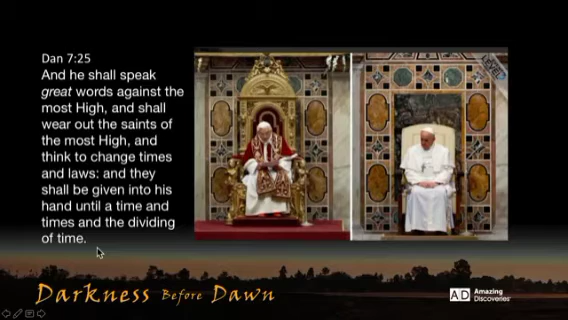 Dan 7:25
And he shall speak
great words against the
most High, and shall
wear out the saints of
the most High, and
think to change times
and laws: and they
shall be given into his
hand until a time and
times and the dividing
of time.
Darkness Before Dawn
AD Amazing
Discoveries